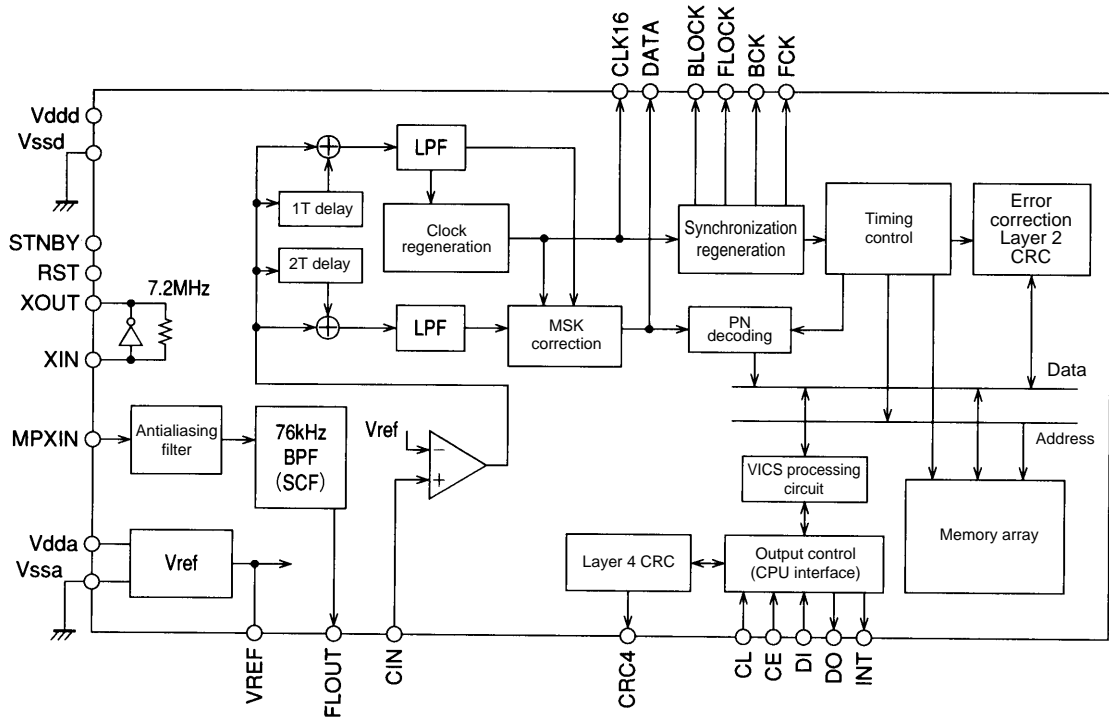 CLK16
DATA
BLOCK
FLOCK
BCK
FCK
Vddd
Vssd
STNBY
RST
XOUT
7.2MHz
XIN
MPXIN
Vdda
Vssa
LPF
1T delay
Clock
regeneration
2T delay
LPF
MSK
correction
Synchronization
regeneration
Timing
control
Error
correction
Layer 2
CRC
PN
decoding
Data
Address
Antialiasing
filter
76kHz
BPF
(SCF)
Vref
−
+
VICS processing
circuit
Memory array
Vref
Layer 4 CRC
Output control
(CPU interface)
VREF
FLOUT
CIN
CRC4
CL
CE
DI
DO
INT